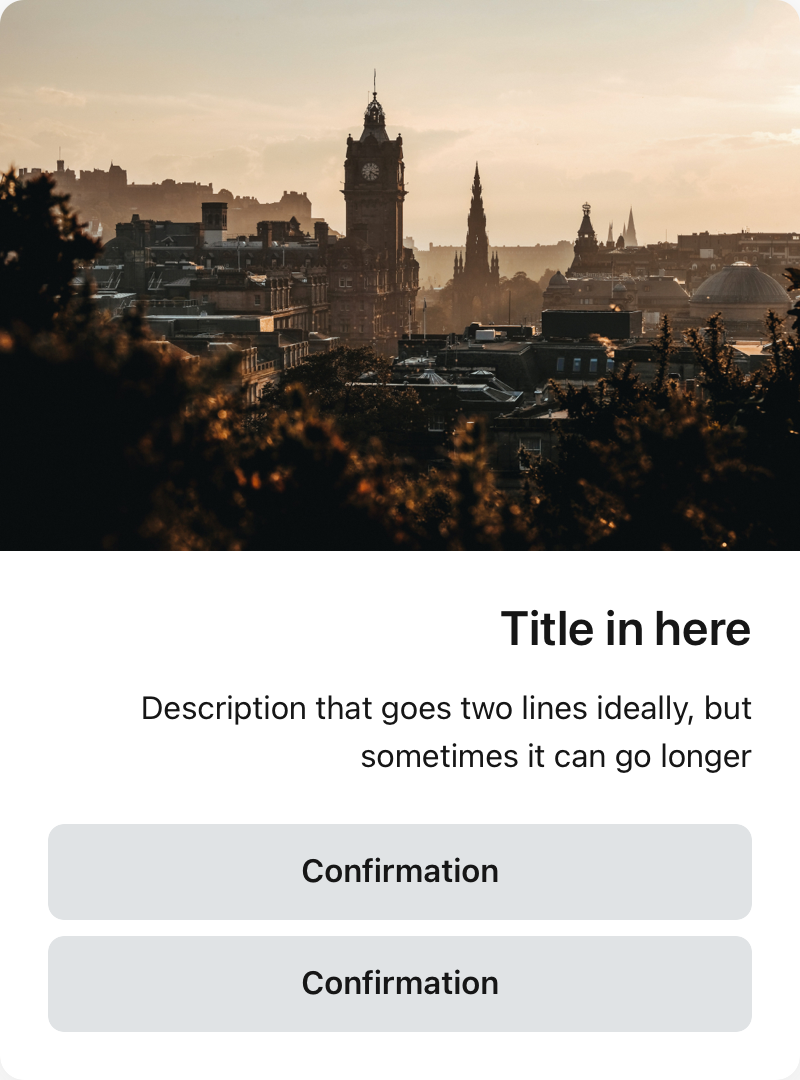 Title in here
Description that goes two lines ideally, but
sometimes it can go longer
Confirmation
Confirmation